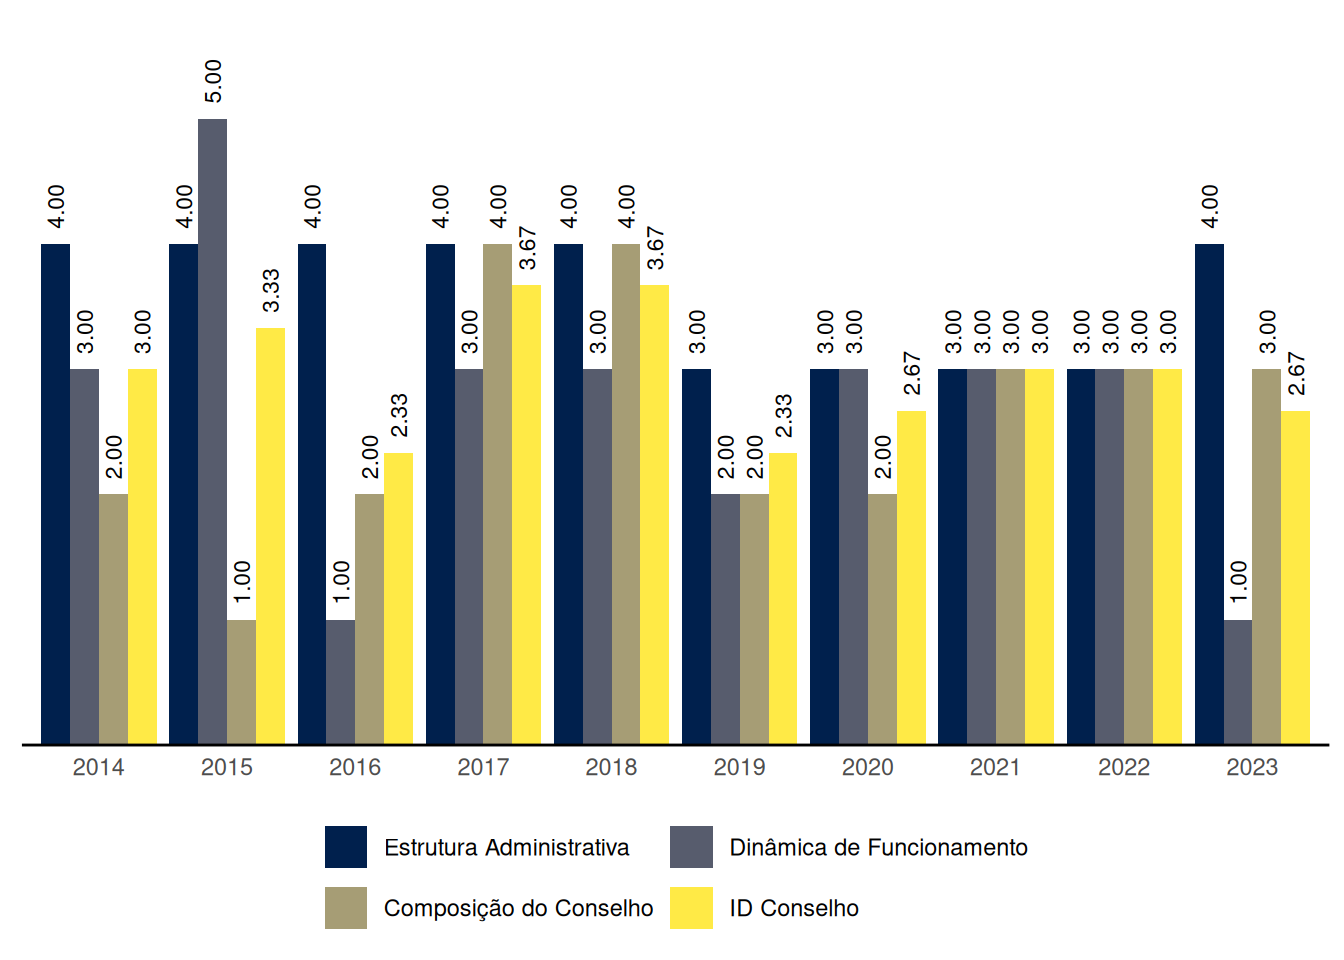 4.00 3.00 2.00 3.00
4.00 5.00 1.00 3.33
4.00 1.00 2.00 2.33
4.00 3.00 4.00 3.67
4.00 3.00 4.00 3.67
3.00 2.00 2.00 2.33
3.00 3.00 2.00 2.67
3.00 3.00 3.00 3.00
3.00 3.00 3.00 3.00
4.00 1.00 3.00 2.67
2014 2015 2016 2017 2018 2019 2020 2021 2022 2023
Estrutura Administrativa Dinâmica de Funcionamento
Composição do Conselho ID Conselho